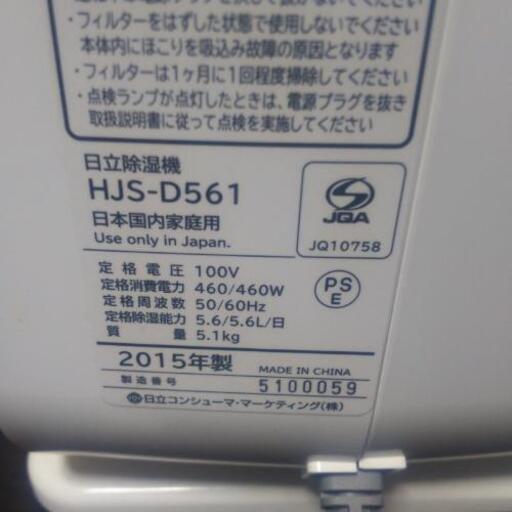 ・フィルターをはずした状態で使用しないでください
本体内にほこりを吸込み故障の原因となります
・フィルターは1ヶ月に1回程度掃除してください
・点検ランプが点灯したときは、電源プラグを抜き
取扱説明書に従って点検を実施してください
日立除湿機
HJS-D561
日本国内家庭用
Use only in Japan.
JQA
JQ10758
定格電圧 100V
定格消費電力 460/460W
定格周波数 50/60Hz
定格除湿能力 5.6/5.6L/日
質量 5.1kg
PS
E
2015年製 MADE IN CHINA
製造番号 5100059
日立コンシューマ・マーケティング(株)